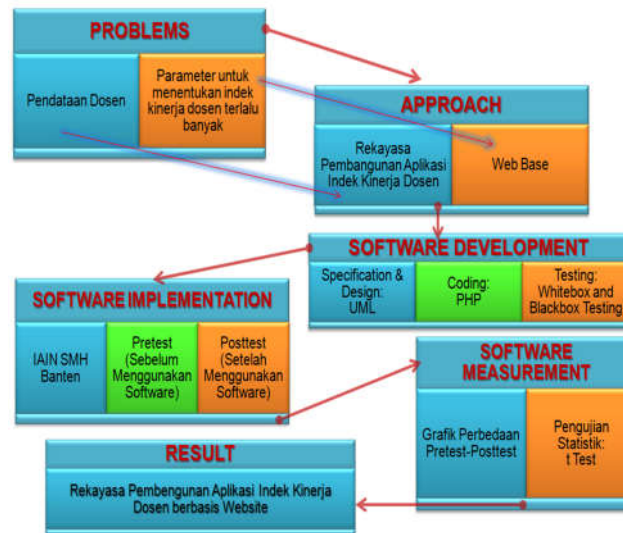 PROBLEMS
Pendataan Dosen
Parameter untuk
menentukan indek
kinerja dosen terlalu
banyak
APPROACH
Rekayasa
Pembangunan Aplikasi
Indek Kinerja Dosen
Web Base
SOFTWARE DEVELOPMENT
Specification &
Design:
UML
Coding:
PHP
Testing:
Whitebox and
Blackbox Testing
SOFTWARE IMPLEMENTATION
IAIN SMH
Banten
Pretest
(Sebelum
Menggunakan
Software)
Posttest
(Setelah
Menggunakan
Software)
SOFTWARE
MEASUREMENT
Grafik Perbedaan
Pretest-Posttest
Pengujian
Statistik:
t Test
RESULT
Rekayasa Pembengunan Aplikasi Indek Kinerja
Dosen berbasis Website